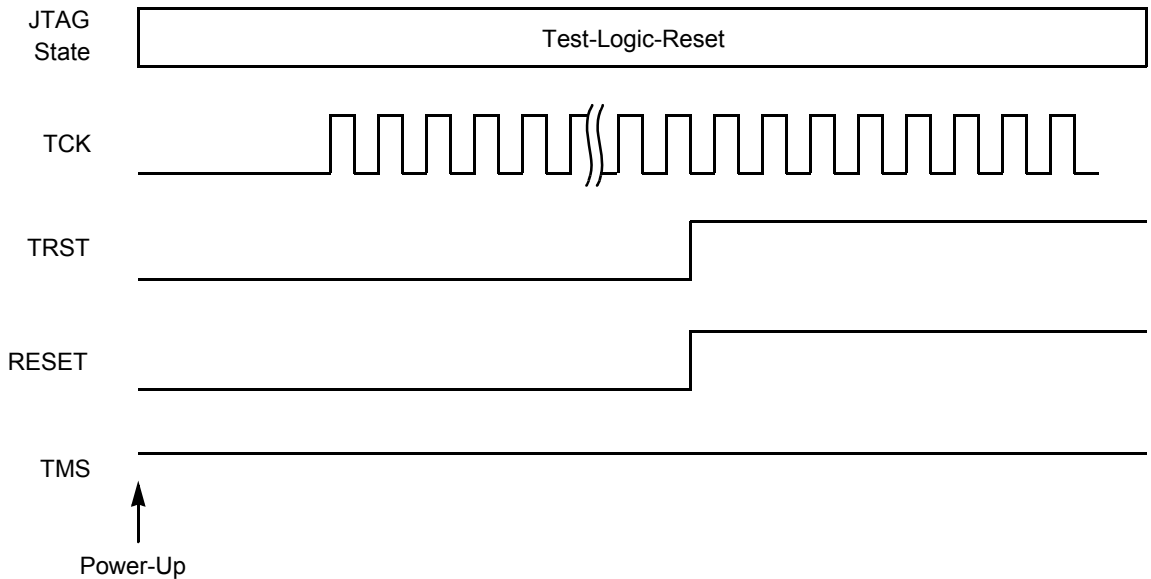 JTAG
State
Test-Logic-Reset
TCK
TRST
RESET
TMS
Power-Up